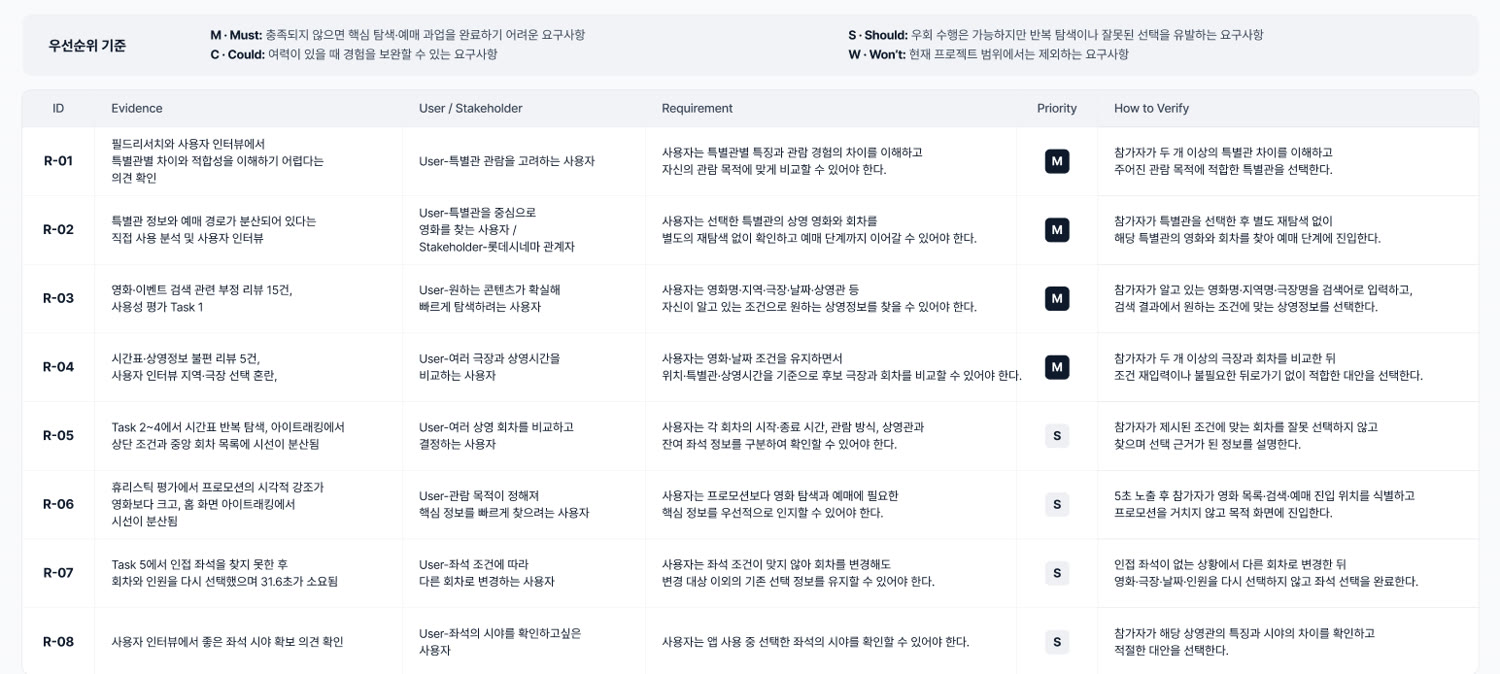 우선순위 기준
M · Must: 충족되지 않으면 핵심 탐색·예매 과업을 완료하기 어려운 요구사항
S · Should: 우회 수행은 가능하지만 반복 탐색이나 잘못된 선택을 유발하는 요구사항
C · Could: 여력이 있을 때 경험을 보완할 수 있는 요구사항
W · Won't: 현재 프로젝트 범위에서는 제외하는 요구사항
ID
Evidence
User / Stakeholder
Requirement
Priority
How to Verify
R-01
필드리서치와 사용자 인터뷰에서
특별관별 차이와 적합성을 이해하기 어렵다는
의견 확인
User-특별관 관람을 고려하는 사용자
사용자는 특별관별 특징과 관람 경험의 차이를 이해하고
자신의 관람 목적에 맞게 비교할 수 있어야 한다.
M
참가자가 두 개 이상의 특별관 차이를 이해하고
주어진 관람 목적에 적합한 특별관을 선택한다.
R-02
특별관 정보와 예매 경로가 분산되어 있다는
직접 사용 분석 및 사용자 인터뷰
User-특별관을 중심으로
영화를 찾는 사용자 /
Stakeholder-롯데시네마 관계자
사용자는 선택한 특별관의 상영 영화와 회차를
별도의 재탐색 없이 확인하고 예매 단계까지 이어갈 수 있어야 한다.
M
참가자가 특별관을 선택한 후 별도 재탐색 없이
해당 특별관의 영화와 회차를 찾아 예매 단계에 진입한다.
R-03
영화·이벤트 검색 관련 부정 리뷰 15건,
사용성 평가 Task 1
User-원하는 콘텐츠가 확실해
빠르게 탐색하려는 사용자
사용자는 영화명·지역·극장·날짜·상영관 등
자신이 알고 있는 조건으로 원하는 상영정보를 찾을 수 있어야 한다.
M
참가자가 알고 있는 영화명·지역명·극장명을 검색어로 입력하고,
검색 결과에서 원하는 조건에 맞는 상영정보를 선택한다.
R-04
시간표·상영정보 불편 리뷰 5건,
사용자 인터뷰 지역·극장 선택 혼란,
User-여러 극장과 상영시간을
비교하는 사용자
사용자는 영화·날짜 조건을 유지하면서
위치·특별관·상영시간을 기준으로 후보 극장과 회차를 비교할 수 있어야 한다.
M
참가자가 두 개 이상의 극장과 회차를 비교한 뒤
조건 재입력이나 불필요한 뒤로가기 없이 적합한 대안을 선택한다.
R-05
Task 2~4에서 시간표 반복 탐색, 아이트래킹에서
상단 조건과 중앙 회차 목록에 시선이 분산됨
User-여러 상영 회차를 비교하고
결정하는 사용자
사용자는 각 회차의 시작·종료 시간, 관람 방식, 상영관과
잔여 좌석 정보를 구분하여 확인할 수 있어야 한다.
S
참가자가 제시된 조건에 맞는 회차를 잘못 선택하지 않고
찾으며 선택 근거가 된 정보를 설명한다.
R-06
휴리스틱 평가에서 프로모션의 시각적 강조가
영화보다 크고, 홈 화면 아이트래킹에서
시선이 분산됨
User-관람 목적이 정해져
핵심 정보를 빠르게 찾으려는 사용자
사용자는 프로모션보다 영화 탐색과 예매에 필요한
핵심 정보를 우선적으로 인지할 수 있어야 한다.
S
5초 노출 후 참가자가 영화 목록·검색·예매 진입 위치를 식별하고
프로모션을 거치지 않고 목적 화면에 진입한다.
R-07
Task 5에서 인접 좌석을 찾지 못한 후
회차와 인원을 다시 선택했으며 31.6초가 소요됨
User-좌석 조건에 따라
다른 회차로 변경하는 사용자
사용자는 좌석 조건이 맞지 않아 회차를 변경해도
변경 대상 이외의 기존 선택 정보를 유지할 수 있어야 한다.
S
인접 좌석이 없는 상황에서 다른 회차로 변경한 뒤
영화·극장·날짜·인원을 다시 선택하지 않고 좌석 선택을 완료한다.
R-08
사용자 인터뷰에서 좋은 좌석 시야 확보 의견 확인
User-좌석의 시야를 확인하고싶은
사용자
사용자는 앱 사용 중 선택한 좌석의 시야를 확인할 수 있어야 한다.
S
참가자가 해당 상영관의 특징과 시야의 차이를 확인하고
적절한 대안을 선택한다.